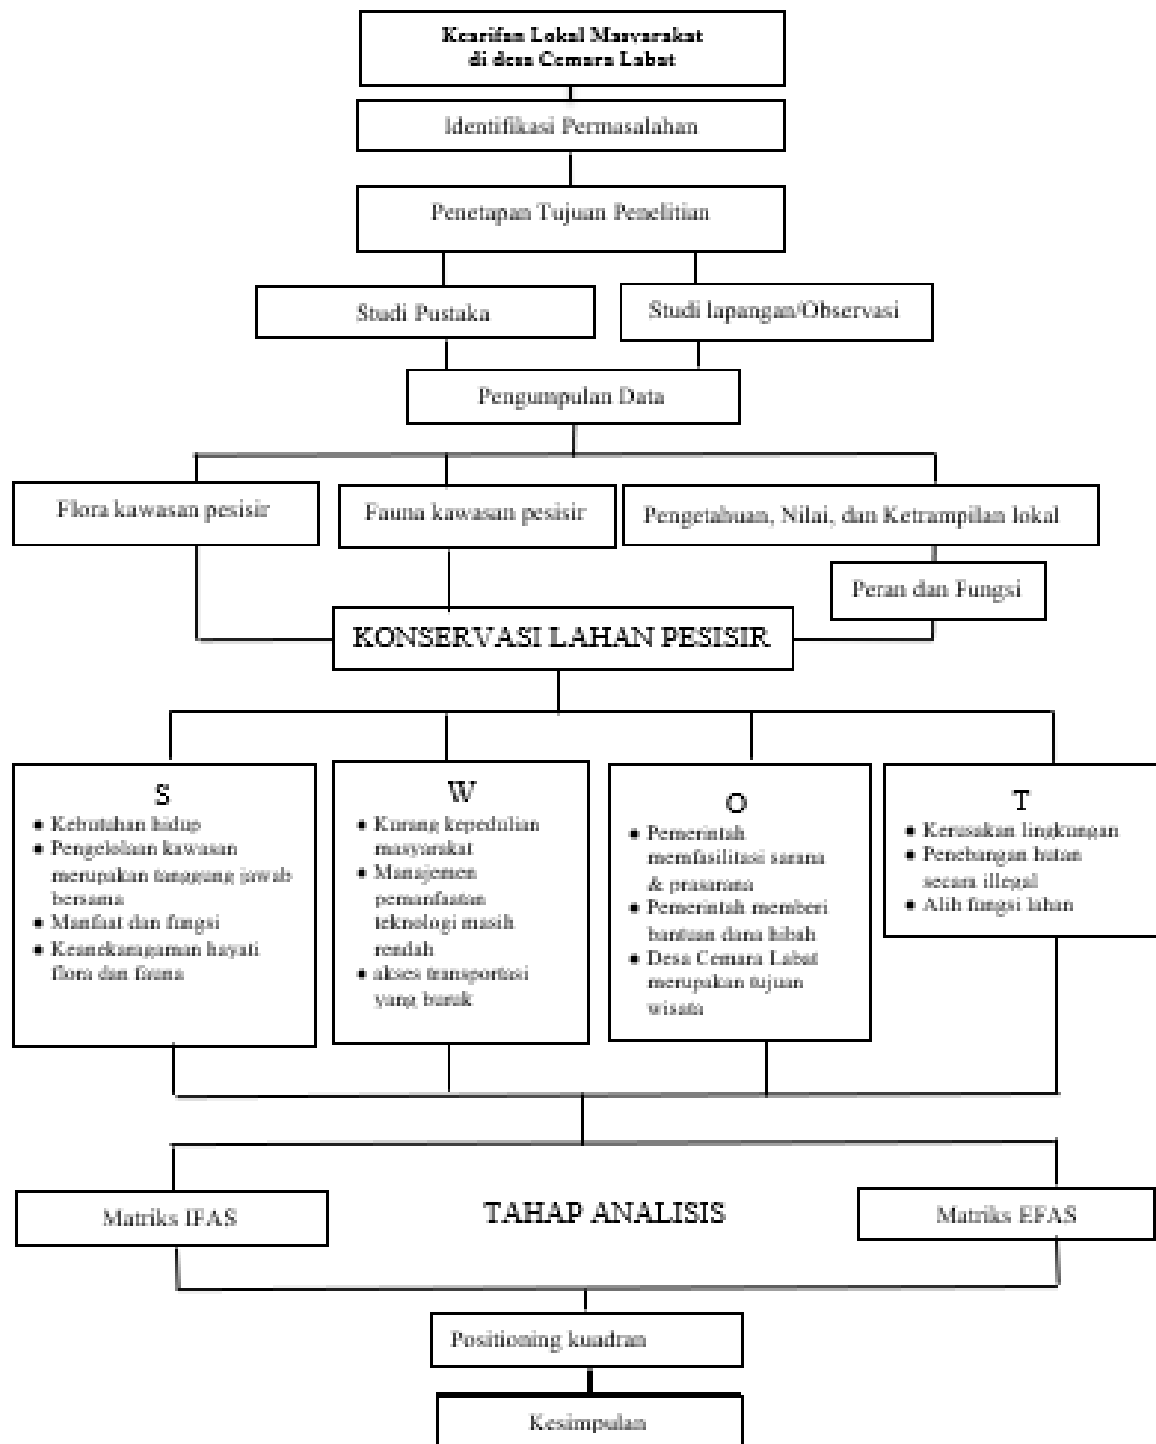 Kearifan Lokal Masyarakat
di desa Cemara Labat
Identifikasi Permasalahan
Penetapan Tujuan Penelitian
Studi Pustaka
Studi lapangan/Observasi
Pengumpulan Data
Flora kawasan pesisir
Fauna kawasan pesisir
Pengetahuan, Nilai, dan Ketrampilan lokal
Peran dan Fungsi
KONSERVASI LAHAN PESISIR
S
● Kebutuhan hidup
● Pengelolaan kawasan
merupakan tanggung jawab
bersama
● Manfaat dan fungsi
● Keanekaragaman hayati
flora dan fauna
W
● Kurang kepedulian
masyarakat
● Manajemen
pemanfaatan
teknologi masih
rendah
● akses transportasi
yang buruk
O
● Pemerintah
memfasilitasi sarana
& prasarana
● Pemerintah memberi
bantuan dana hibah
● Desa Cemara Labat
merupakan tujuan
wisata
T
● Kerusakan lingkungan
● Penebangan hutan
secara illegal
● Alih fungsi lahan
Matriks IFAS
TAHAP ANALISIS
Matriks EFAS
Positioning kuadran
Kesimpulan